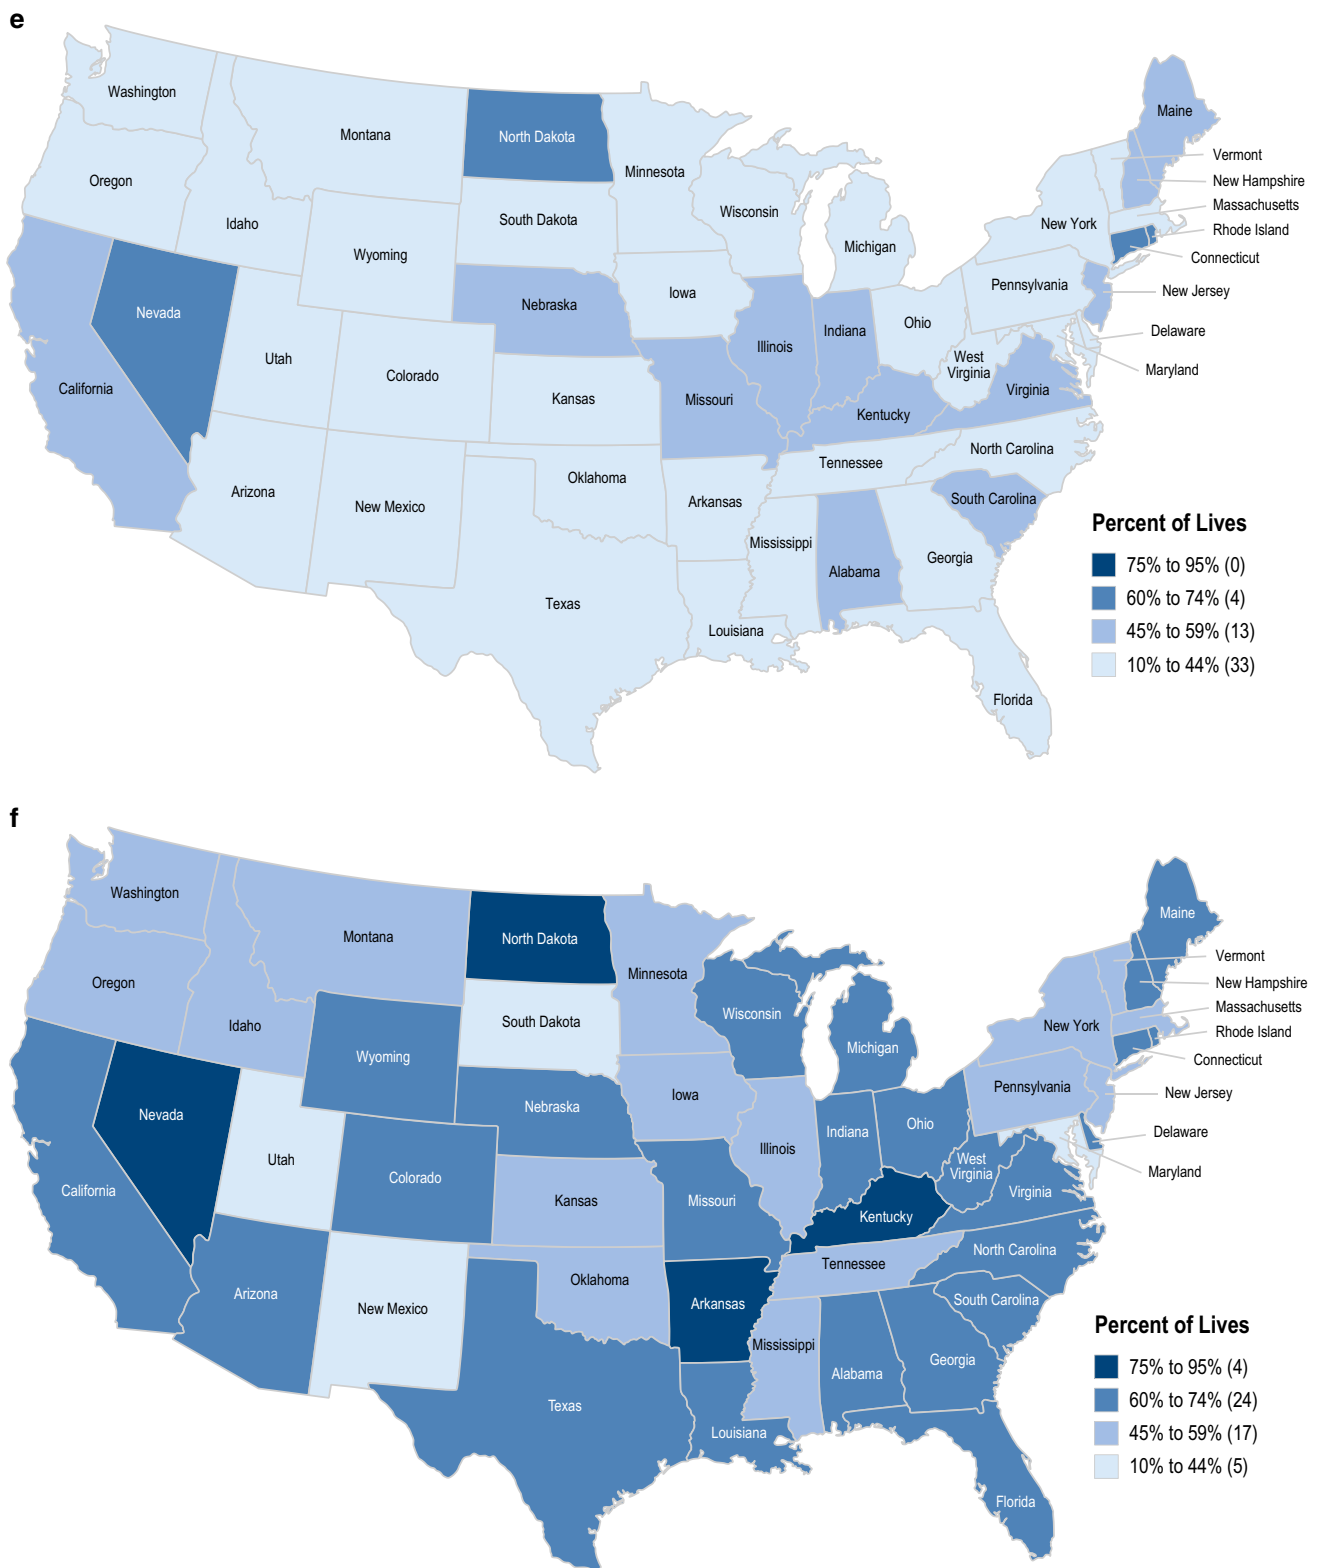 e
Washington
Montana
North Dakota
Minnesota
Maine
Vermont
New Hampshire
Massachusetts
Rhode Island
Connecticut
Oregon
Idaho
South Dakota
Wisconsin
Michigan
New York
Wyoming
Nebraska
Iowa
Pennsylvania
New Jersey
Nevada
Utah
Colorado
Illinois
Indiana
Ohio
Delaware
Maryland
West
Virginia
Virginia
California
Kansas
Missouri
Kentucky
North Carolina
Tennessee
Arizona
New Mexico
Oklahoma
Arkansas
South Carolina
Mississippi
Alabama
Georgia
Texas
Louisiana
Florida
Percent of Lives
75% to 95% (0)
60% to 74% (4)
45% to 59% (13)
10% to 44% (33)
f
Washington
Montana
North Dakota
Minnesota
Maine
Vermont
New Hampshire
Massachusetts
Rhode Island
Connecticut
Oregon
Idaho
South Dakota
Wisconsin
Michigan
New York
Wyoming
Nebraska
Iowa
Pennsylvania
New Jersey
Nevada
Utah
Colorado
Illinois
Indiana
Ohio
Delaware
Maryland
West
Virginia
Virginia
California
Kansas
Missouri
Kentucky
North Carolina
Tennessee
Arizona
New Mexico
Oklahoma
Arkansas
South Carolina
Mississippi
Alabama
Georgia
Texas
Louisiana
Florida
Percent of Lives
75% to 95% (4)
60% to 74% (24)
45% to 59% (17)
10% to 44% (5)